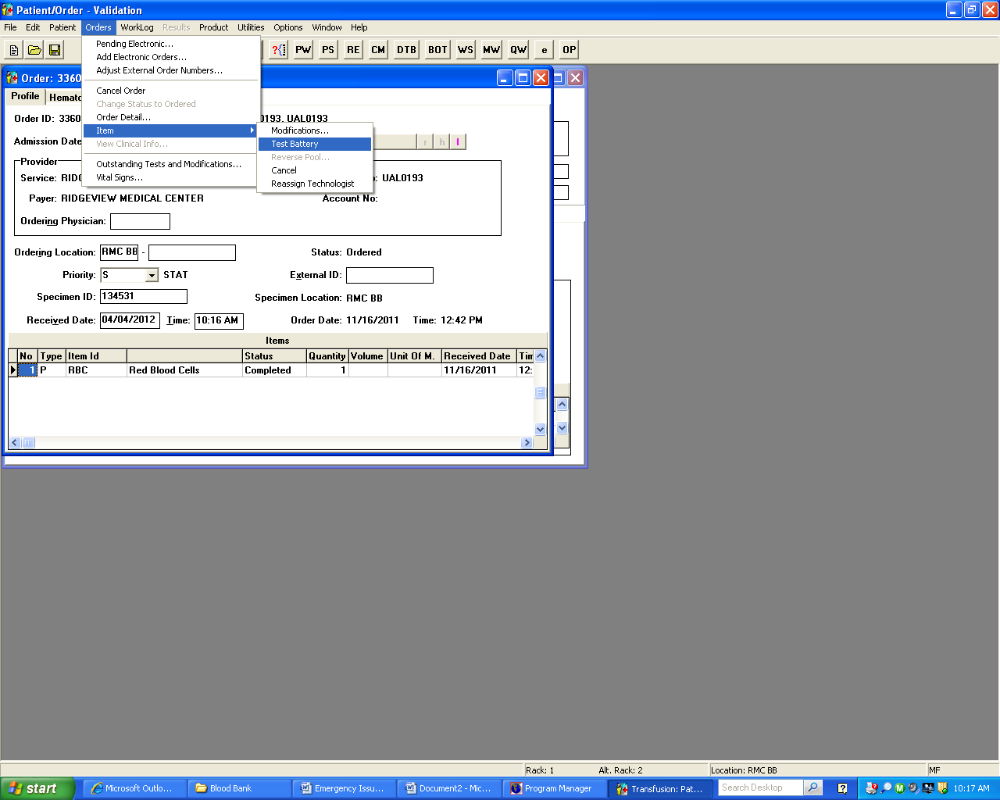 Patient/Order - Validation
File Edit Patient Orders WorkLog Results Product Utilities Options Window Help
Pending Electronic...
Add Electronic Orders...
Adjust External Order Numbers...
Cancel Order
Change Status to Ordered
Order Detail...
Item
View Clinical Info...
Outstanding Tests and Modifications...
Vital Signs...
Modifications...
Test Battery
Reverse Pool...
Cancel
Reassign Technologist
?{¦ PW PS RE CM DTB BOT WS MW QW e OP
Order: 3360
Profile Hemato
Order ID: 3360 0193, UAL0193
Admission Date r h I
Provider
Service: RIDG : UAL0193
Payer: RIDGEVIEW MEDICAL CENTER Account No:
Ordering Physician:
Ordering Location: RMC BB - Status: Ordered
Priority: S STAT External ID:
Specimen ID: 134531 Specimen Location: RMC BB
Received Date: 04/04/2012 Time: 10:16 AM Order Date: 11/16/2011 Time: 12:42 PM
Items
No Type Item Id Status Quantity Volume Unit Of M. Received Date Tim
1 P RBC Red Blood Cells Completed 1 11/16/2011 12:
Rack: 1 Alt. Rack: 2 Location: RMC BB MF
start Microsoft Outlo... Blood Bank Emergency Issu... Document2 - Mic... Program Manager Transfusion: Pat... Search Desktop 10:17 AM